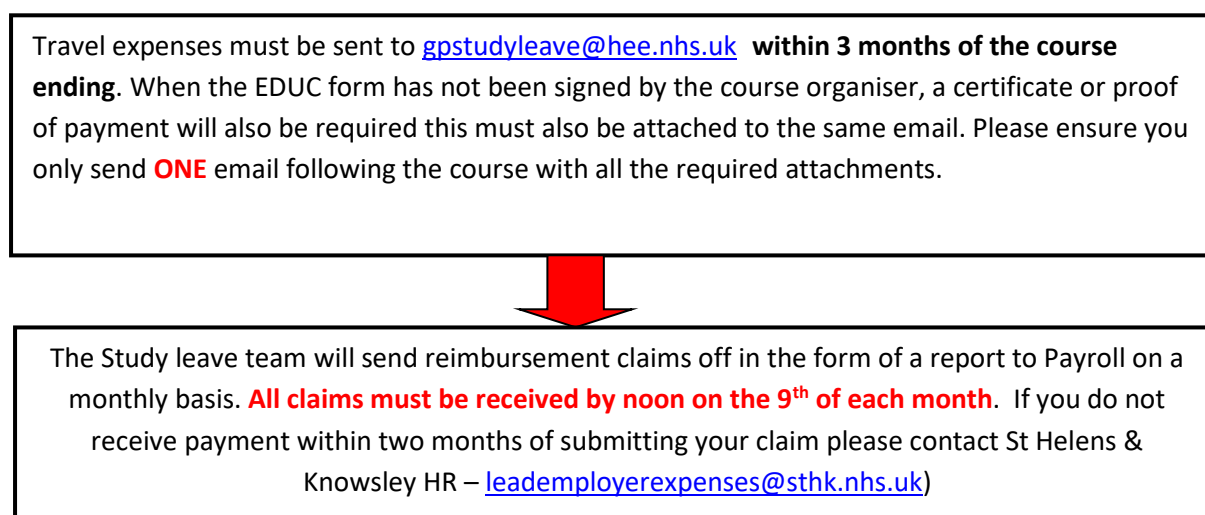 Travel expenses must be sent to gpstudyleave@hee.nhs.uk  within 3 months of the course
ending. When the EDUC form has not been signed by the course organiser, a certificate or proof
of payment will also be required this must also be attached to the same email. Please ensure you
only send ONE email following the course with all the required attachments.
The Study leave team will send reimbursement claims off in the form of a report to Payroll on a
monthly basis. All claims must be received by noon on the 9th of each month.  If you do not
receive payment within two months of submitting your claim please contact St Helens &
Knowsley HR – leademployerexpenses@sthk.nhs.uk)